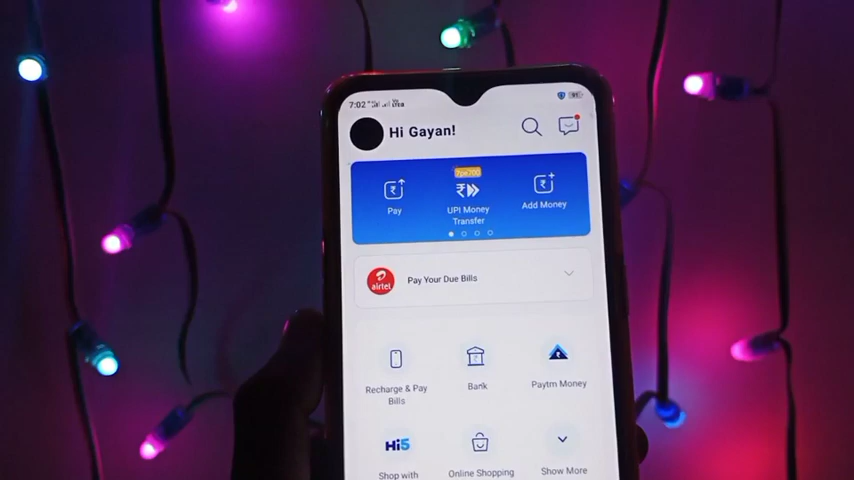 7:02
Hi Gayan!
7pe700
Pay
UPI Money
Transfer
Add Money
airtel
Pay Your Due Bills
Recharge & Pay
Bills
Bank
Paytm Money
Hi5
Shop with
Online Shopping
Show More